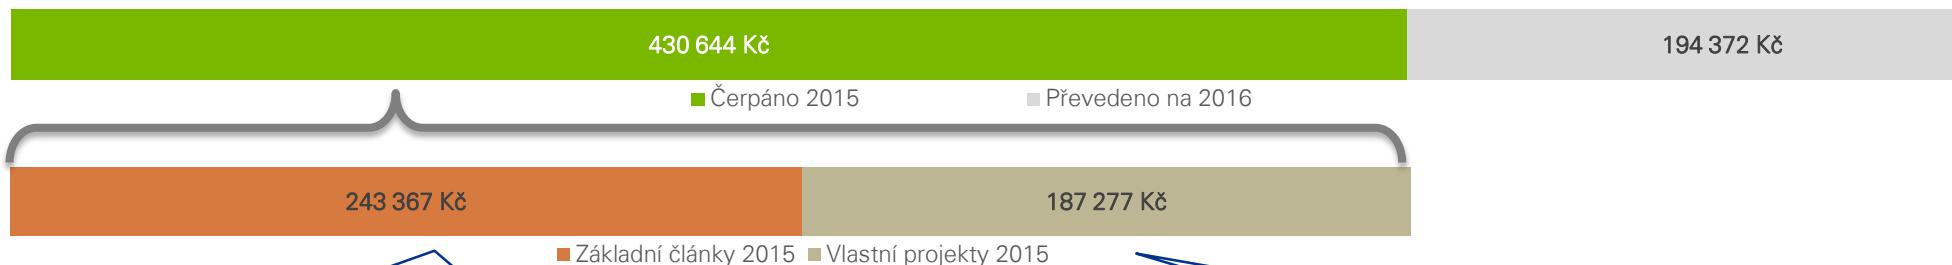 430 644 Kč 194 372 Kč
Čerpáno 2015 Převedeno na 2016
243 367 Kč 187 277 Kč
Základní články 2015 Vlastní projekty 2015